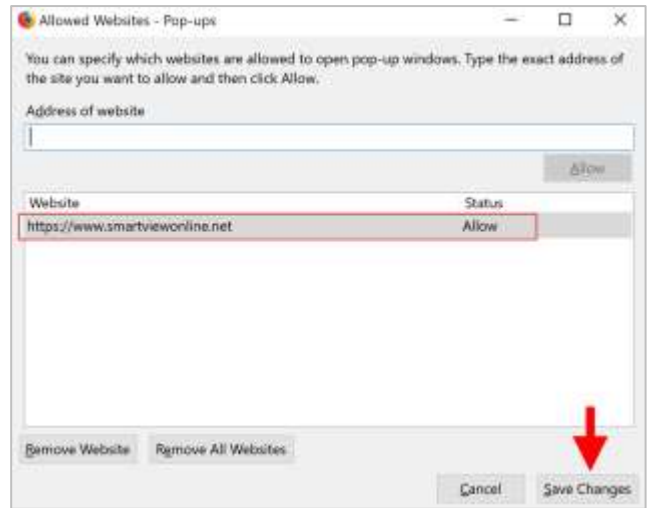 Allowed Websites - Pop-ups
You can specify which websites are allowed to open pop-up windows. Type the exact address of
the site you want to allow and then click Allow.
Address of website
Allow
Website Status
https://www.smartviewonline.net Allow
Remove Website Remove All Websites
Cancel Save Changes